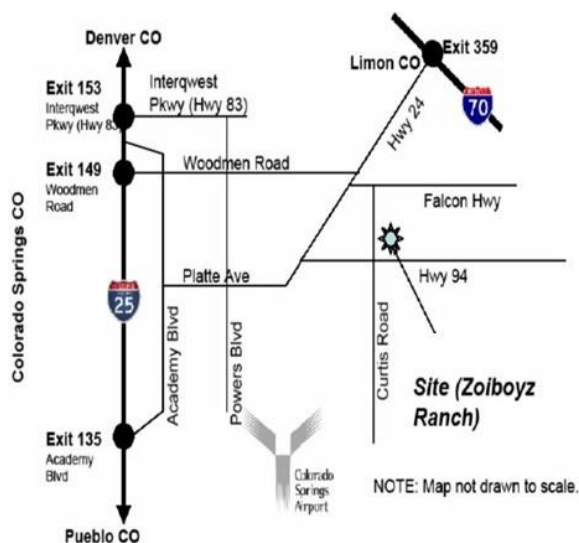 Denver CO
Exit 153
Interqwest
Pkwy (Hwy 83)
Interqwest
Pkwy (Hwy 83)
Limon CO
Exit 359
70
Hwy 24
Exit 149
Woodmen
Road
Woodmen Road
Falcon Hwy
Colorado Springs CO
25
Platte Ave
Hwy 94
Academy Blvd
Powers Blvd
Curtis Road
Site (Zoiboyz
Ranch)
Exit 135
Academy
Blvd
Colorado
Springs
Airport
NOTE: Map not drawn to scale.
Pueblo CO